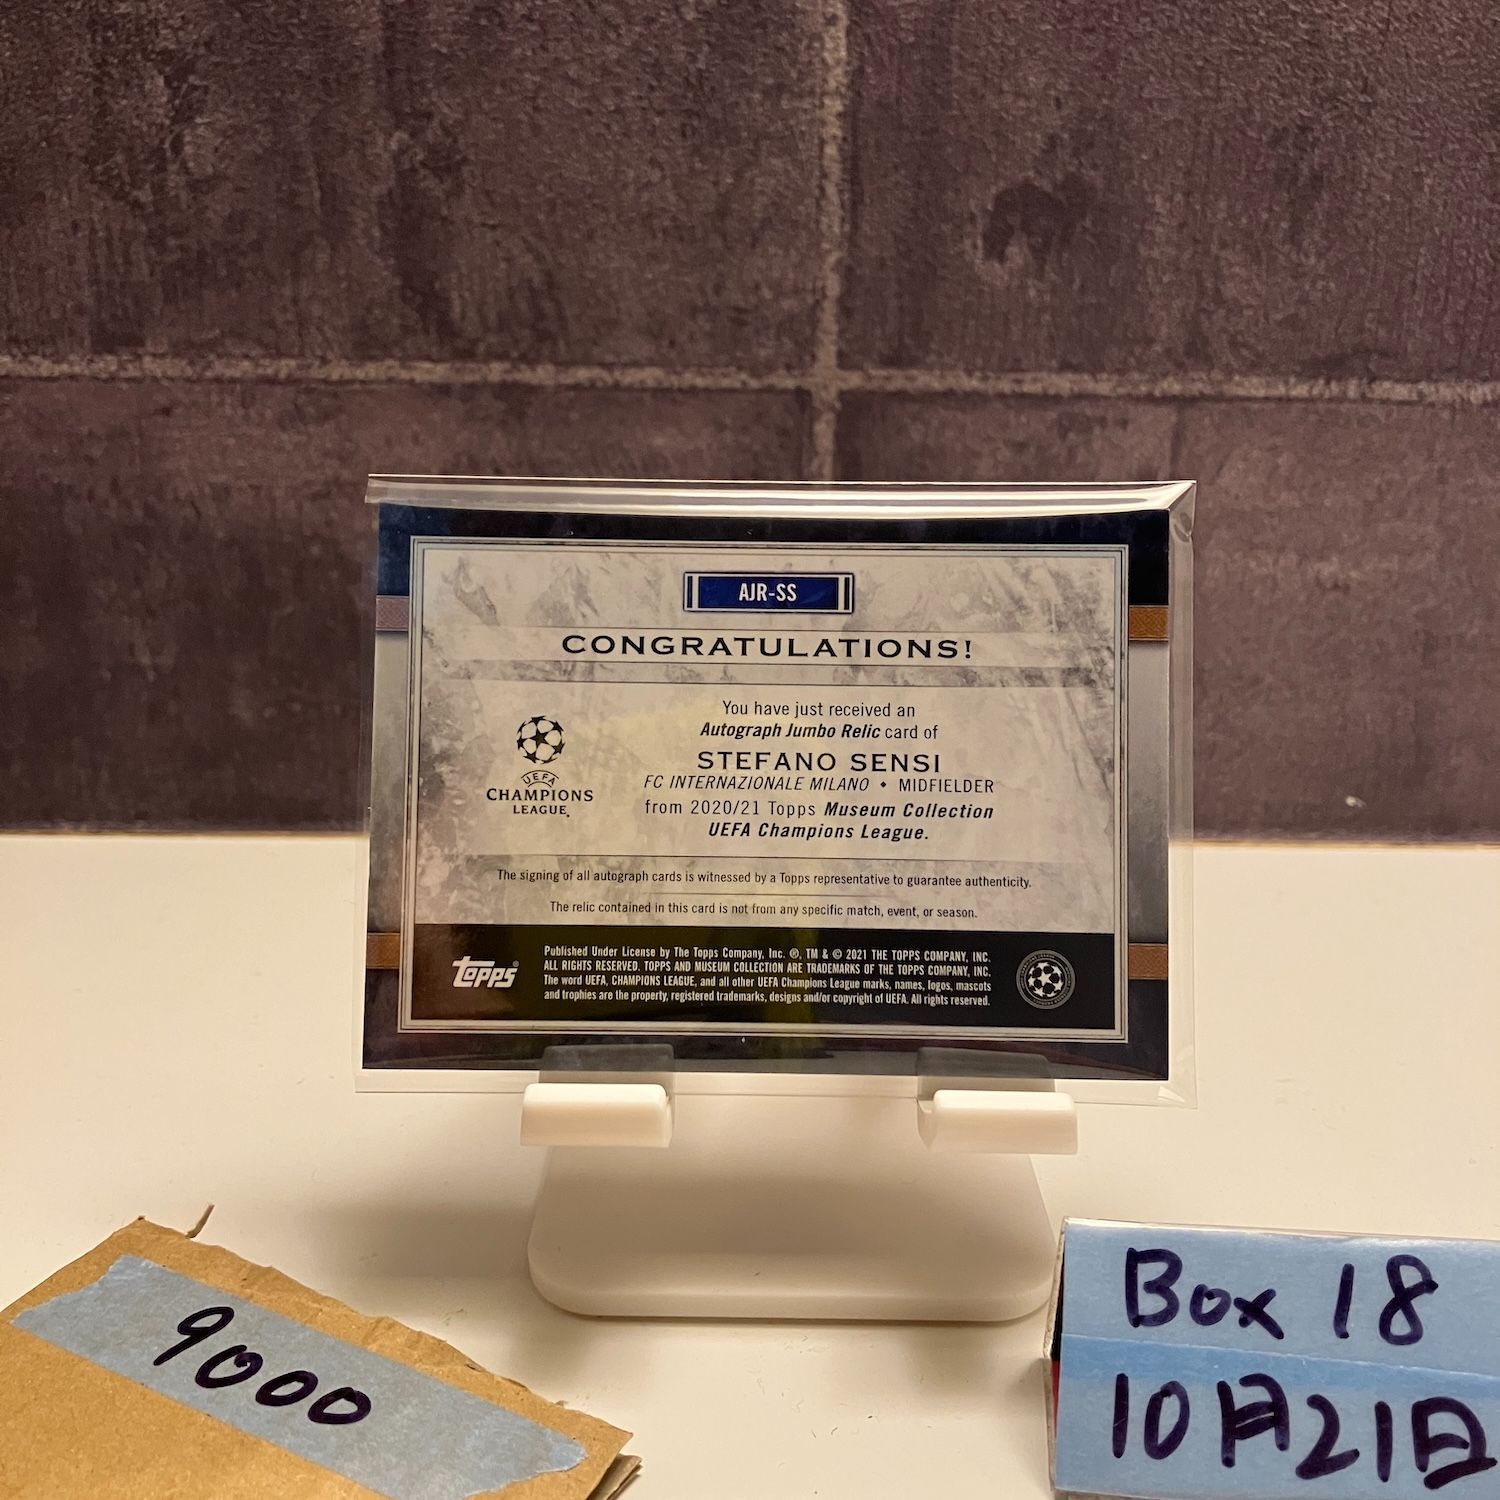 AJR-SS
CONGRATULATIONS!
You have just received an
Autograph Jumbo Relic card of
STEFANO SENSI
FC INTERNAZIONALE MILANO • MIDFIELDER
from 2020/21 Topps Museum Collection
UEFA Champions League.
UEFA
CHAMPIONS
LEAGUE.
The signing of all autograph cards is witnessed by a Topps representative to guarantee authenticity.
The relic contained in this card is not from any specific match, event, or season.
Topps®
Published Under License by The Topps Company, Inc. ®, TM & © 2021 THE TOPPS COMPANY, INC.
ALL RIGHTS RESERVED. TOPPS AND MUSEUM COLLECTION ARE TRADEMARKS OF THE TOPPS COMPANY, INC.
The word UEFA, CHAMPIONS LEAGUE, and all other UEFA Champions League marks, names, logos, mascots
and trophies are the property, registered trademarks, designs and/or copyright of UEFA. All rights reserved.
9000
Box 18
10月21日